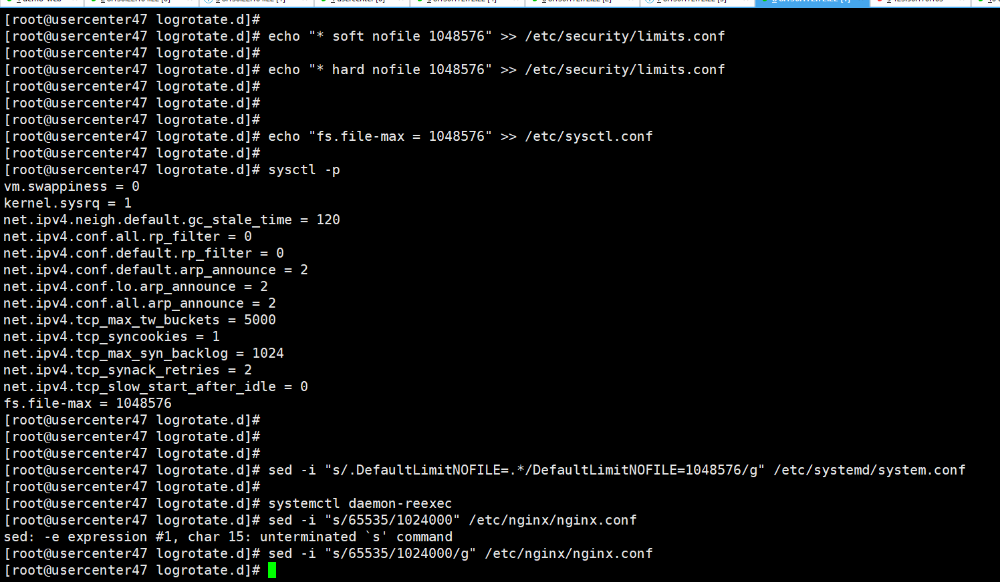 [root@usercenter47 logrotate.d]#
[root@usercenter47 logrotate.d]# echo "* soft nofile 1048576" >> /etc/security/limits.conf
[root@usercenter47 logrotate.d]#
[root@usercenter47 logrotate.d]# echo "* hard nofile 1048576" >> /etc/security/limits.conf
[root@usercenter47 logrotate.d]#
[root@usercenter47 logrotate.d]#
[root@usercenter47 logrotate.d]#
[root@usercenter47 logrotate.d]# echo "fs.file-max = 1048576" >> /etc/sysctl.conf
[root@usercenter47 logrotate.d]#
[root@usercenter47 logrotate.d]# sysctl -p
vm.swappiness = 0
kernel.sysrq = 1
net.ipv4.neigh.default.gc_stale_time = 120
net.ipv4.conf.all.rp_filter = 0
net.ipv4.conf.default.rp_filter = 0
net.ipv4.conf.default.arp_announce = 2
net.ipv4.conf.lo.arp_announce = 2
net.ipv4.conf.all.arp_announce = 2
net.ipv4.tcp_max_tw_buckets = 5000
net.ipv4.tcp_syncookies = 1
net.ipv4.tcp_max_syn_backlog = 1024
net.ipv4.tcp_synack_retries = 2
net.ipv4.tcp_slow_start_after_idle = 0
fs.file-max = 1048576
[root@usercenter47 logrotate.d]#
[root@usercenter47 logrotate.d]#
[root@usercenter47 logrotate.d]#
[root@usercenter47 logrotate.d]# sed -i "s/.DefaultLimitNOFILE=.*/DefaultLimitNOFILE=1048576/g" /etc/systemd/system.conf
[root@usercenter47 logrotate.d]#
[root@usercenter47 logrotate.d]# systemctl daemon-reexec
[root@usercenter47 logrotate.d]# sed -i "s/65535/1024000" /etc/nginx/nginx.conf
sed: -e expression #1, char 15: unterminated `s' command
[root@usercenter47 logrotate.d]# sed -i "s/65535/1024000/g" /etc/nginx/nginx.conf
[root@usercenter47 logrotate.d]#